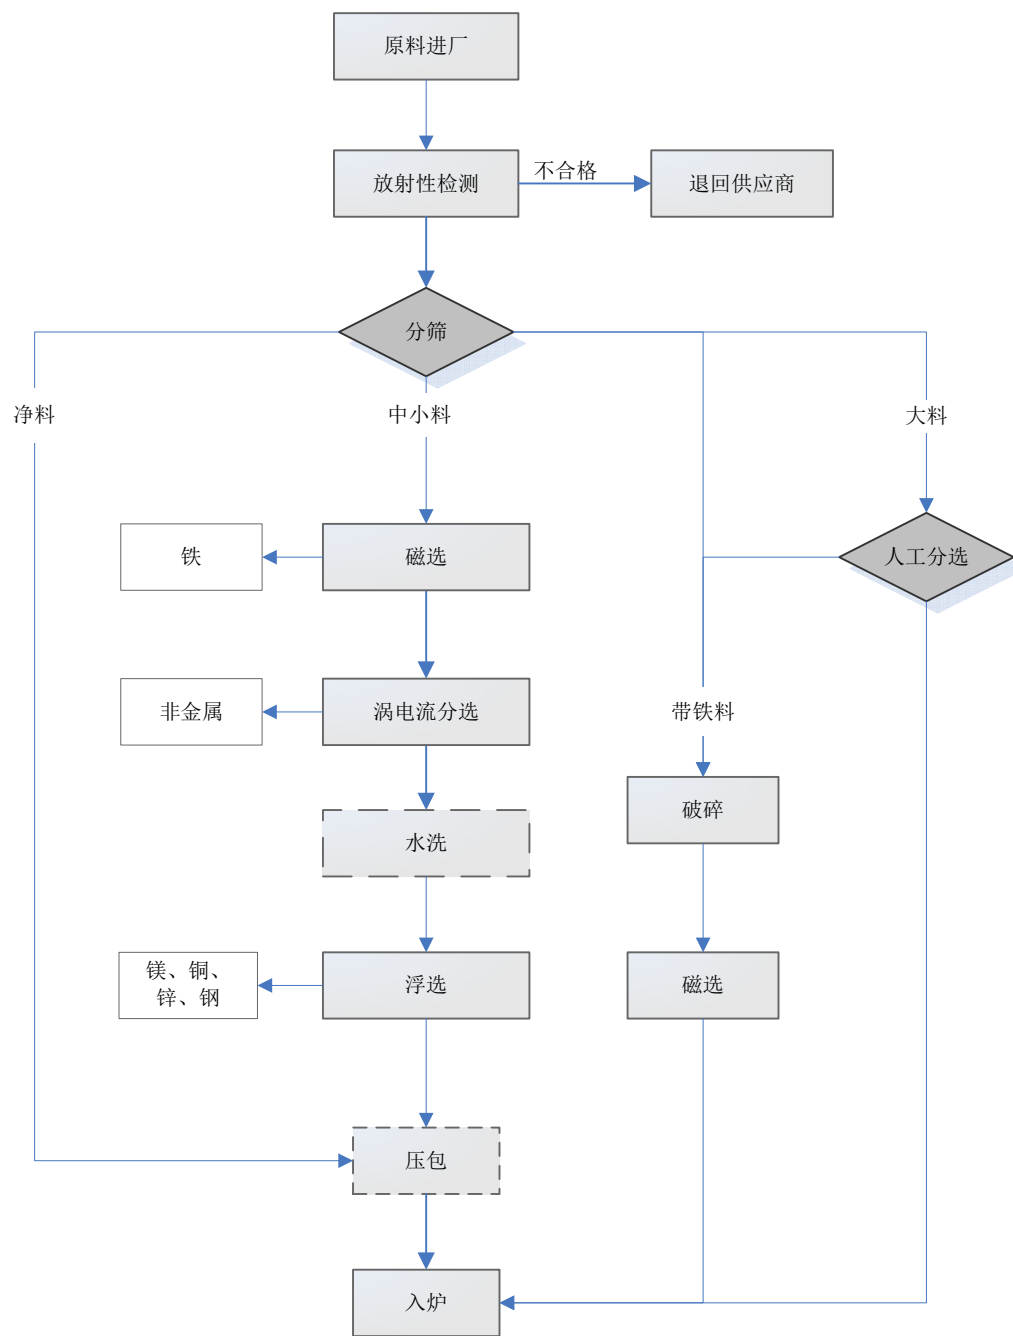 原料进厂
放射性检测
不合格
退回供应商
分筛
净料
中小料
大料
铁
磁选
人工分选
非金属
涡电流分选
带铁料
破碎
水洗
镁、铜、
锌、钢
浮选
磁选
压包
入炉